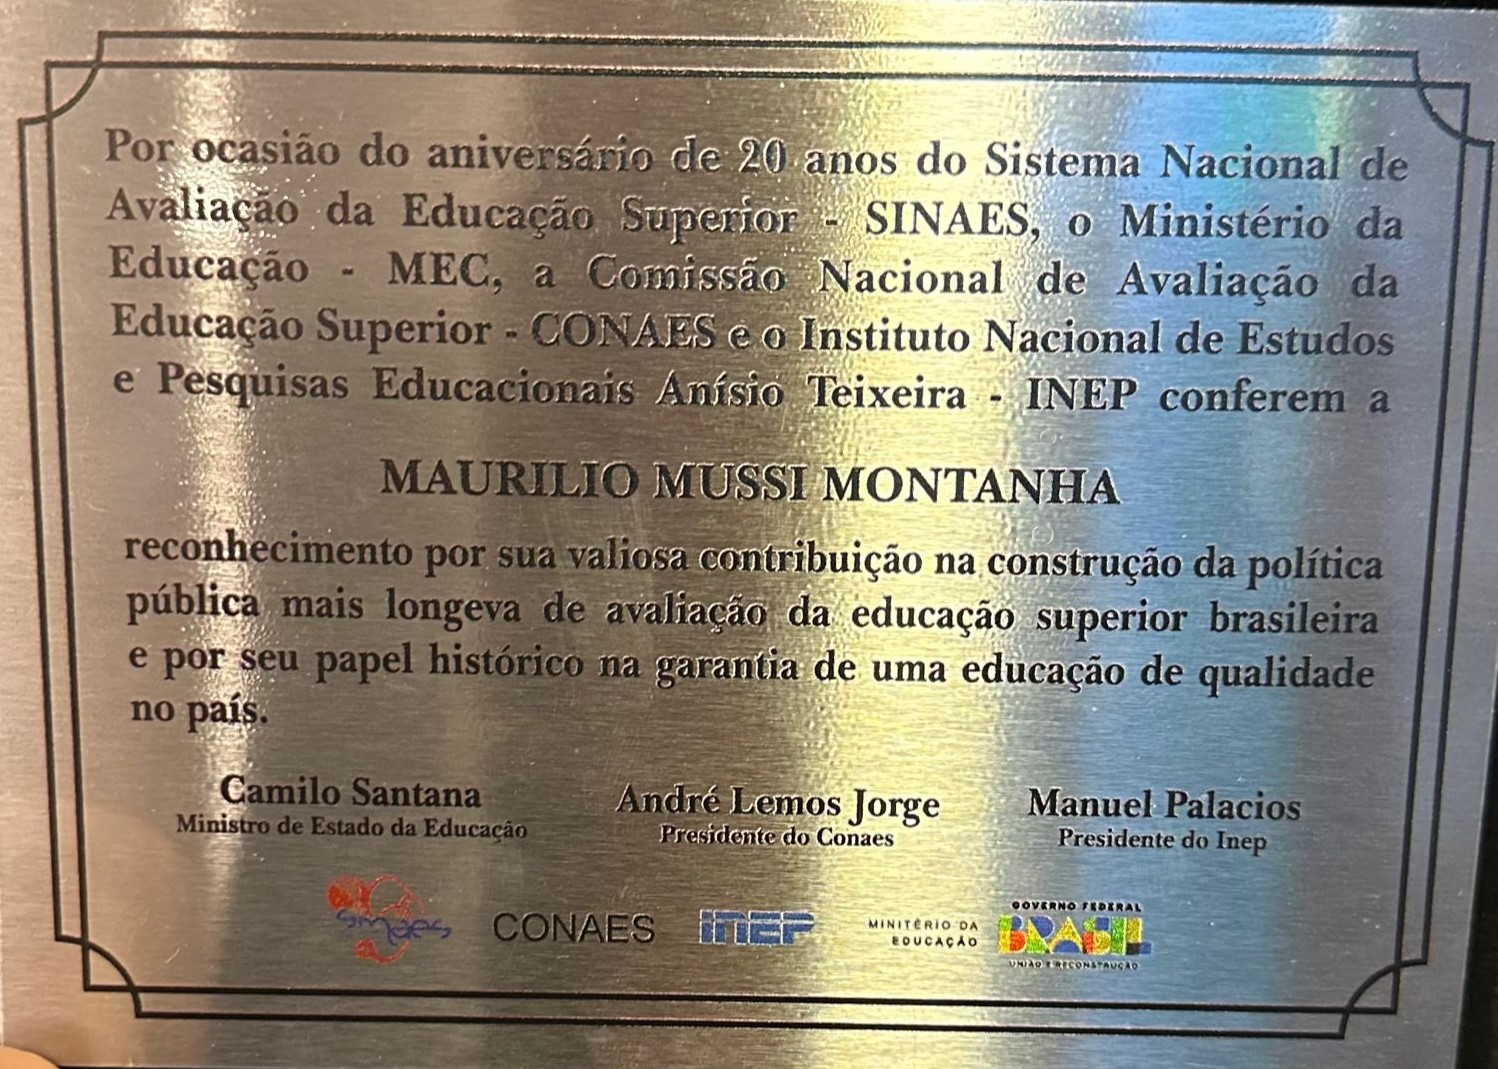 Por ocasião do aniversário de 20 anos do Sistema Nacional de
Avaliação da Educação Superior - SINAES, o Ministério da
Educação - MEC, a Comissão Nacional de Avaliação da
Educação Superior - CONAES e o Instituto Nacional de Estudos
e Pesquisas Educacionais Anísio Teixeira - INEP conferem a
MAURILIO MUSSI MONTANHA
reconhecimento por sua valiosa contribuição na construção da política
pública mais longeva de avaliação da educação superior brasileira
e por seu papel histórico na garantia de uma educação de qualidade
no país.
Camilo Santana
Ministro de Estado da Educação
André Lemos Jorge
Presidente do Conaes
Manuel Palacios
Presidente do Inep
sinaes
CONAES
inep
MINITÉRIO DA
EDUCAÇÃO
GOVERNO FEDERAL
BRASIL
UNIÃO E RECONSTRUÇÃO